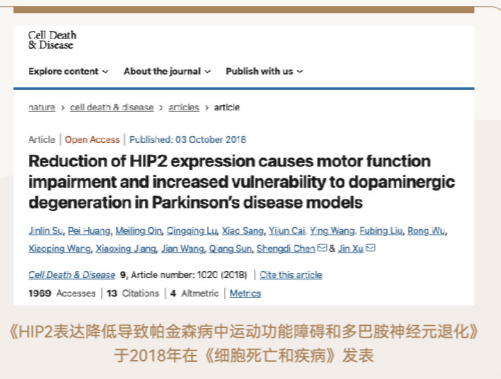 Cell Death
& Disease
Explore content
About the journal
Publish with us
nature > cell death & disease > articles > article
Article | Open Access | Published: 03 October 2018
Reduction of HIP2 expression causes motor function
impairment and increased vulnerability to dopaminergic
degeneration in Parkinson's disease models
Jinlin Su, Pei Huang, Meiling Qin, Qingqing Lu, Xiao Sang, Yijun Cai, Ying Wang, Fubing Liu, Rong Wu,
Xiaoping Wang, Xiaoxing Jiang, Jian Wang, Qiang Sun, Shengdi Chen & Jin Xu
Cell Death & Disease 9, Article number: 1020 (2018) | Cite this article
1969 Accesses | 13 Citations | 4 Altmetric | Metrics
《HIP2表达降低导致帕金森病中运动功能障碍和多巴胺神经元退化》
于2018年在《细胞死亡和疾病》发表